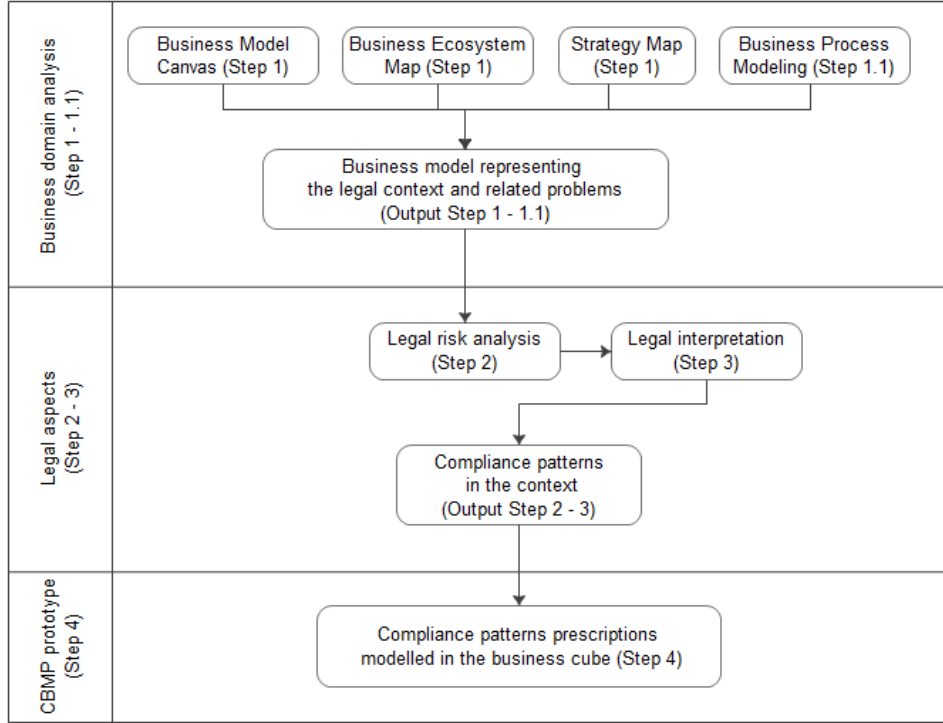 Business domain analysis
(Step 1 - 1.1)
Business Model
Canvas (Step 1)
Business Ecosystem
Map (Step 1)
Strategy Map
(Step 1)
Business Process
Modeling (Step 1.1)
Business model representing
the legal context and related problems
(Output Step 1 - 1.1)
Legal aspects
(Step 2 - 3)
Legal risk analysis
(Step 2)
Legal interpretation
(Step 3)
Compliance patterns
in the context
(Output Step 2 - 3)
CBMP prototype
(Step 4)
Compliance patterns prescriptions
modelled in the business cube (Step 4)